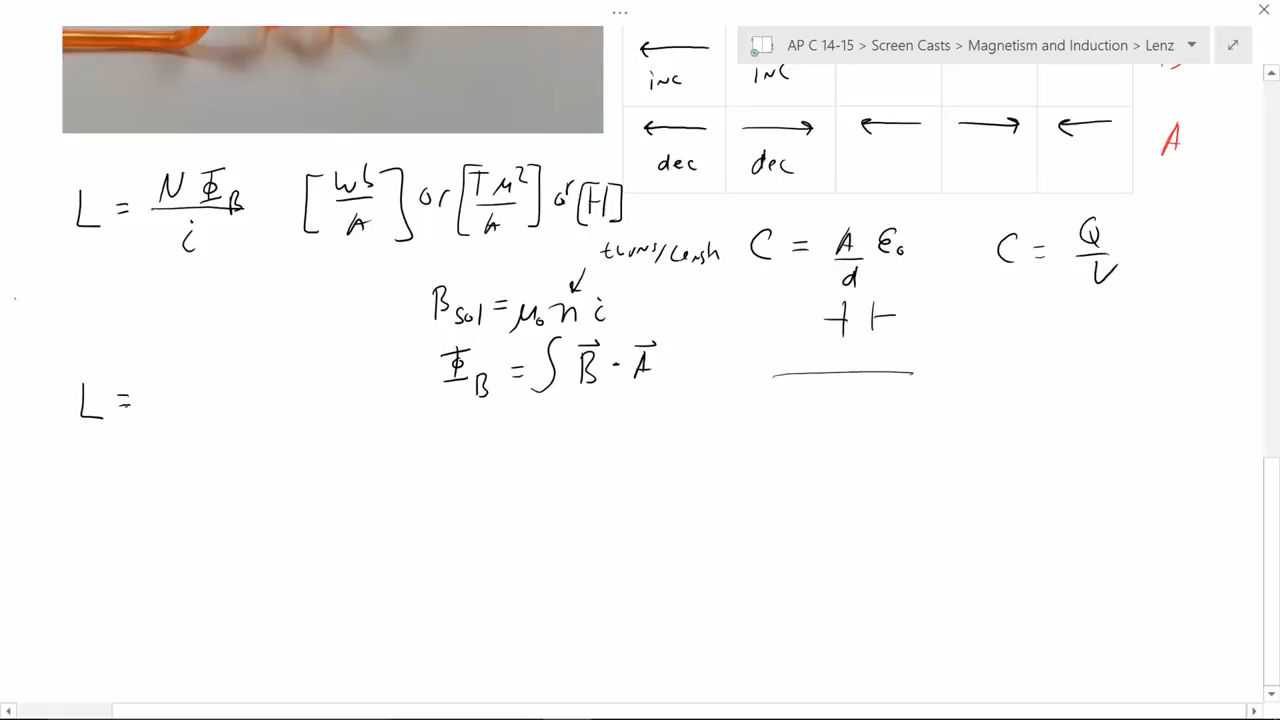 ...
AP C 14-15 > Screen Casts > Magnetism and Induction > Lenz
inc inc
dec dec
A
L = N Φ_B / i [Wb/A] or [T m²/A] or [H]
turns/length
C = A/d ε₀
C = Q/V
B_sol = μ₀ n i
Φ_B = ∫ B⃗ · A⃗
L =